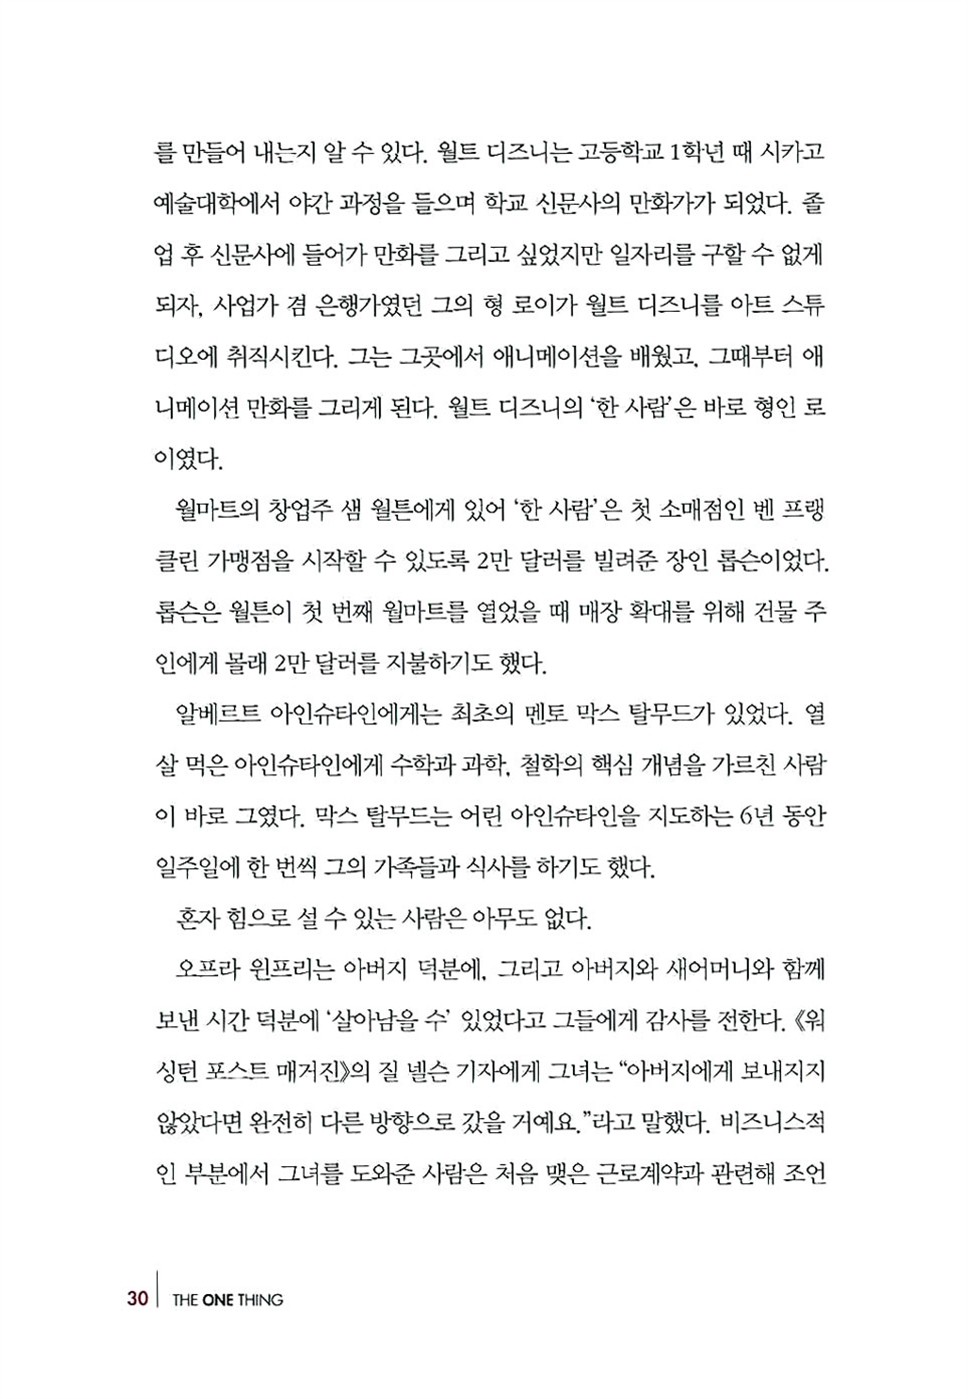 를 만들어 내는지 알 수 있다. 월트 디즈니는 고등학교 1학년 때 시카고
예술대학에서 야간 과정을 들으며 학교 신문사의 만화가가 되었다. 졸
업 후 신문사에 들어가 만화를 그리고 싶었지만 일자리를 구할 수 없게
되자, 사업가 겸 은행가였던 그의 형 로이가 월트 디즈니를 아트 스튜
디오에 취직시킨다. 그는 그곳에서 애니메이션을 배웠고, 그때부터 애
니메이션 만화를 그리게 된다. 월트 디즈니의 ‘한 사람’은 바로 형인 로
이였다.
월마트의 창업주 샘 월튼에게 있어 ‘한 사람’은 첫 소매점인 벤 프랭
클린 가맹점을 시작할 수 있도록 2만 달러를 빌려준 장인 롭슨이었다.
롭슨은 월튼이 첫 번째 월마트를 열었을 때 매장 확대를 위해 건물 주
인에게 몰래 2만 달러를 지불하기도 했다.
알베르트 아인슈타인에게는 최초의 멘토 막스 탈무드가 있었다. 열
살 먹은 아인슈타인에게 수학과 과학, 철학의 핵심 개념을 가르친 사람
이 바로 그였다. 막스 탈무드는 어린 아인슈타인을 지도하는 6년 동안
일주일에 한 번씩 그의 가족들과 식사를 하기도 했다.
혼자 힘으로 설 수 있는 사람은 아무도 없다.
오프라 윈프리는 아버지 덕분에, 그리고 아버지와 새어머니와 함께
보낸 시간 덕분에 ‘살아남을 수’ 있었다고 그들에게 감사를 전한다. 《워
싱턴 포스트 매거진》의 질 넬슨 기자에게 그녀는 “아버지에게 보내지지
않았다면 완전히 다른 방향으로 갔을 거예요.”라고 말했다. 비즈니스적
인 부분에서 그녀를 도와준 사람은 처음 맺은 근로계약과 관련해 조언
30 THE ONE THING